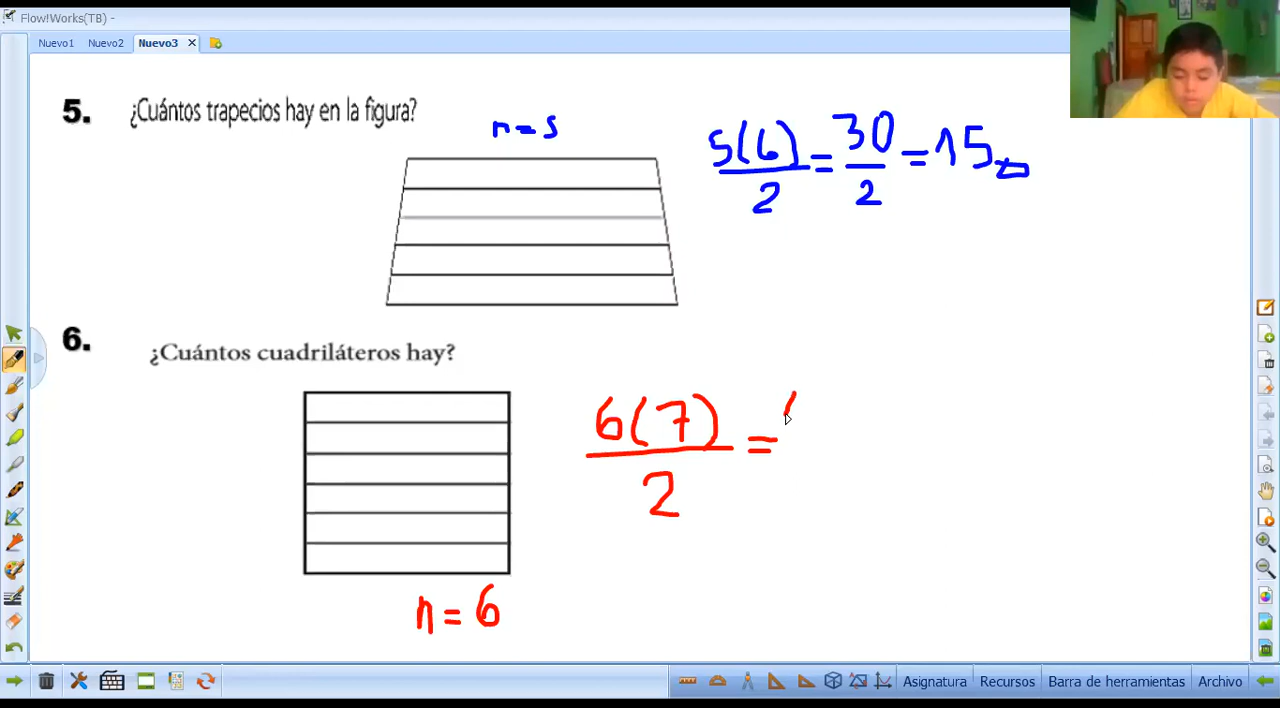 Flow!Works(TB) -
Nuevo1 Nuevo2 Nuevo3
5. ¿Cuántos trapecios hay en la figura?
n = 5
5(6)/2 = 30/2 = 15
6. ¿Cuántos cuadriláteros hay?
6(7)/2 =
n = 6
Asignatura Recursos Barra de herramientas Archivo